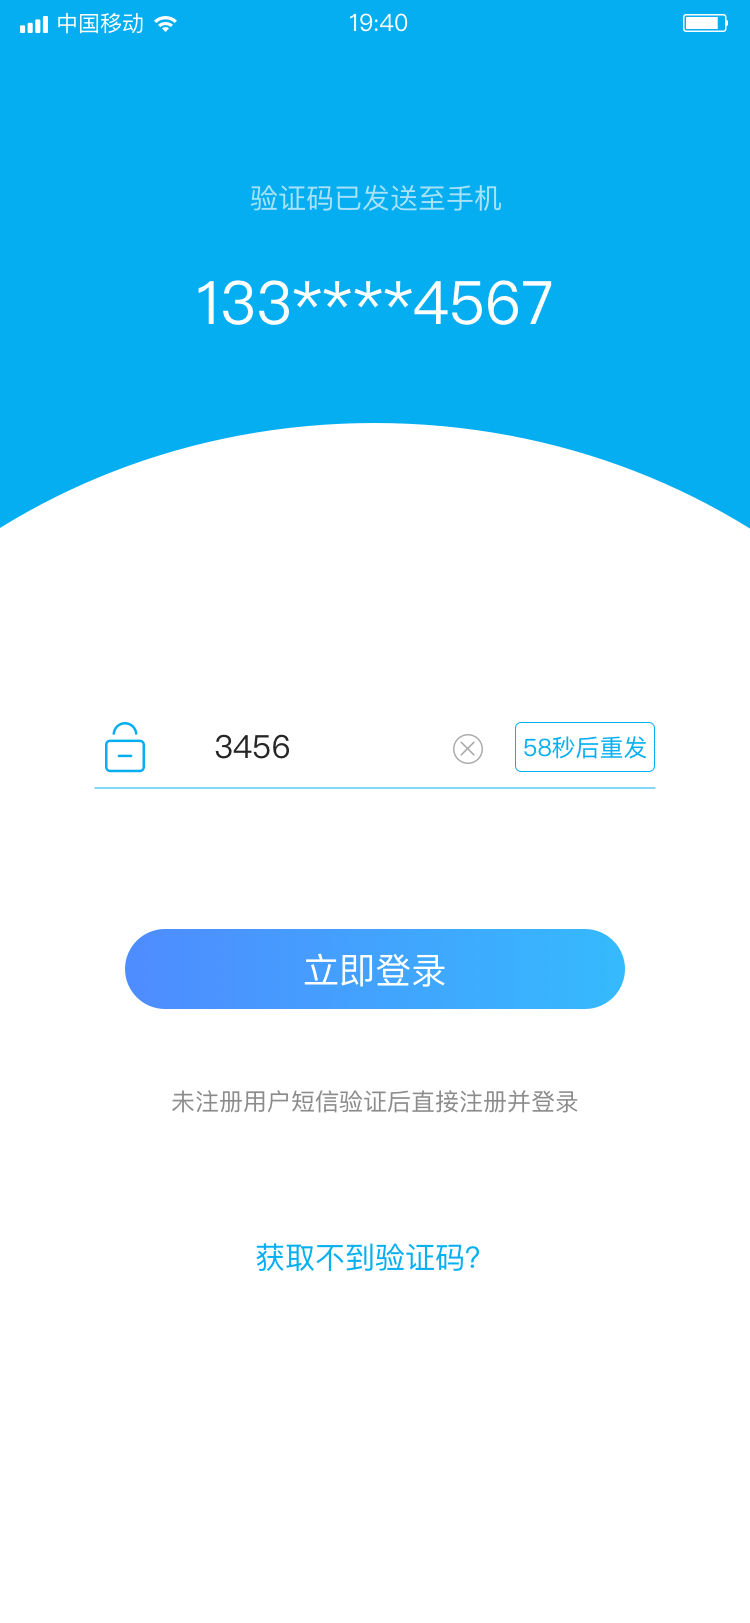 中国移动 19:40
验证码已发送至手机
133****4567
3456 58秒后重发
立即登录
未注册用户短信验证后直接注册并登录
获取不到验证码?